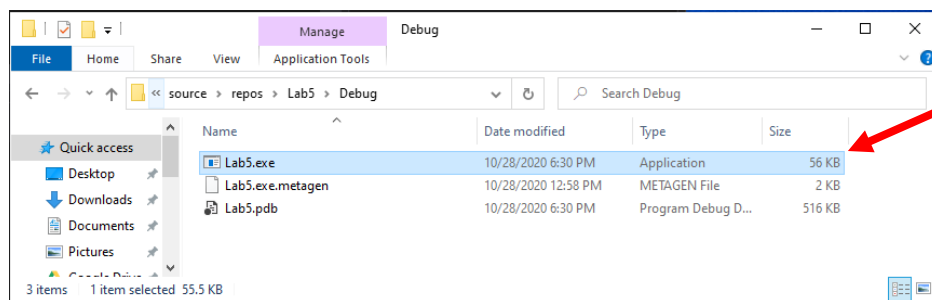 Manage Debug
File Home Share View Application Tools
« source › repos › Lab5 › Debug Search Debug
Name Date modified Type Size
Quick access
Lab5.exe 10/28/2020 6:30 PM Application 56 KB
Desktop
Lab5.exe.metagen 10/28/2020 12:58 PM METAGEN File 2 KB
Downloads
Lab5.pdb 10/28/2020 6:30 PM Program Debug D... 516 KB
Documents
Pictures
3 items 1 item selected 55.5 KB